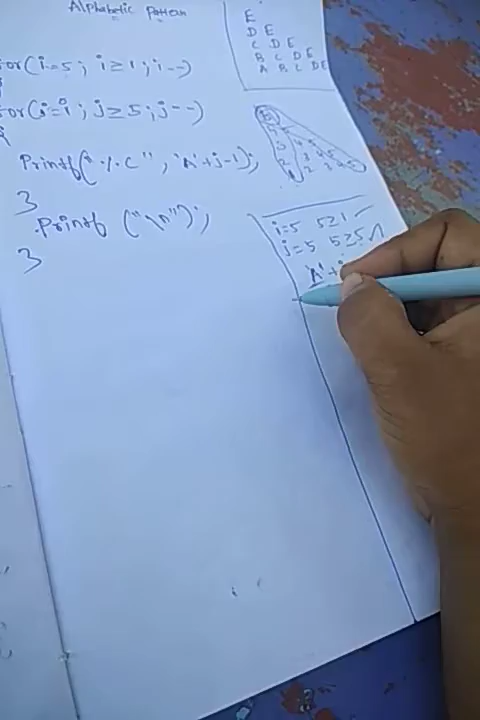 Alphabetic Pattern
for(i=5; i≥1; i--)
{
for(j=i; j≥5; j--)
{
Printf("%c", 'A'+j-1);
}
Printf ("\n");
}
E
D E
C D E
B C D E
A B C D E
i=5 5≥1 ✓
j=5 5≥5 ✓
'A'+